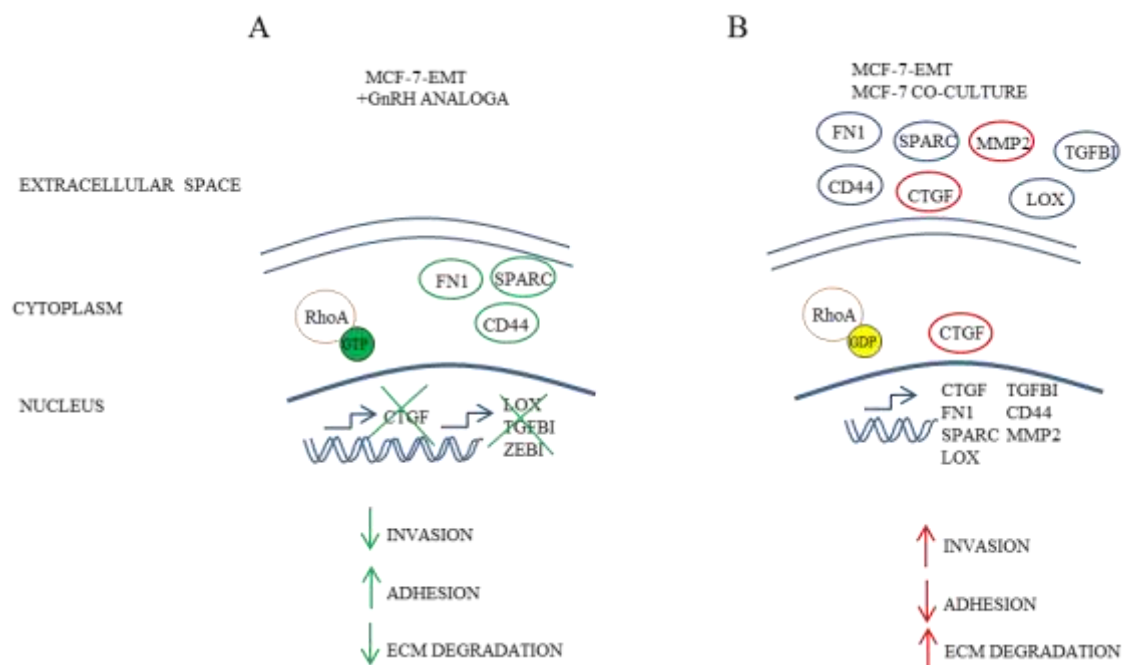 A
B
MCF-7-EMT
+GnRH ANALOGA
MCF-7-EMT
MCF-7 CO-CULTURE
FN1
SPARC
MMP2
TGFBI
EXTRACELLULAR SPACE
CD44
CTGF
LOX
FN1
SPARC
CYTOPLASM
RhoA
GTP
CD44
RhoA
GDP
CTGF
NUCLEUS
CTGF
LOX
TGFBI
ZEBI
CTGF TGFBI
FN1 CD44
SPARC MMP2
LOX
INVASION
ADHESION
ECM DEGRADATION
INVASION
ADHESION
ECM DEGRADATION